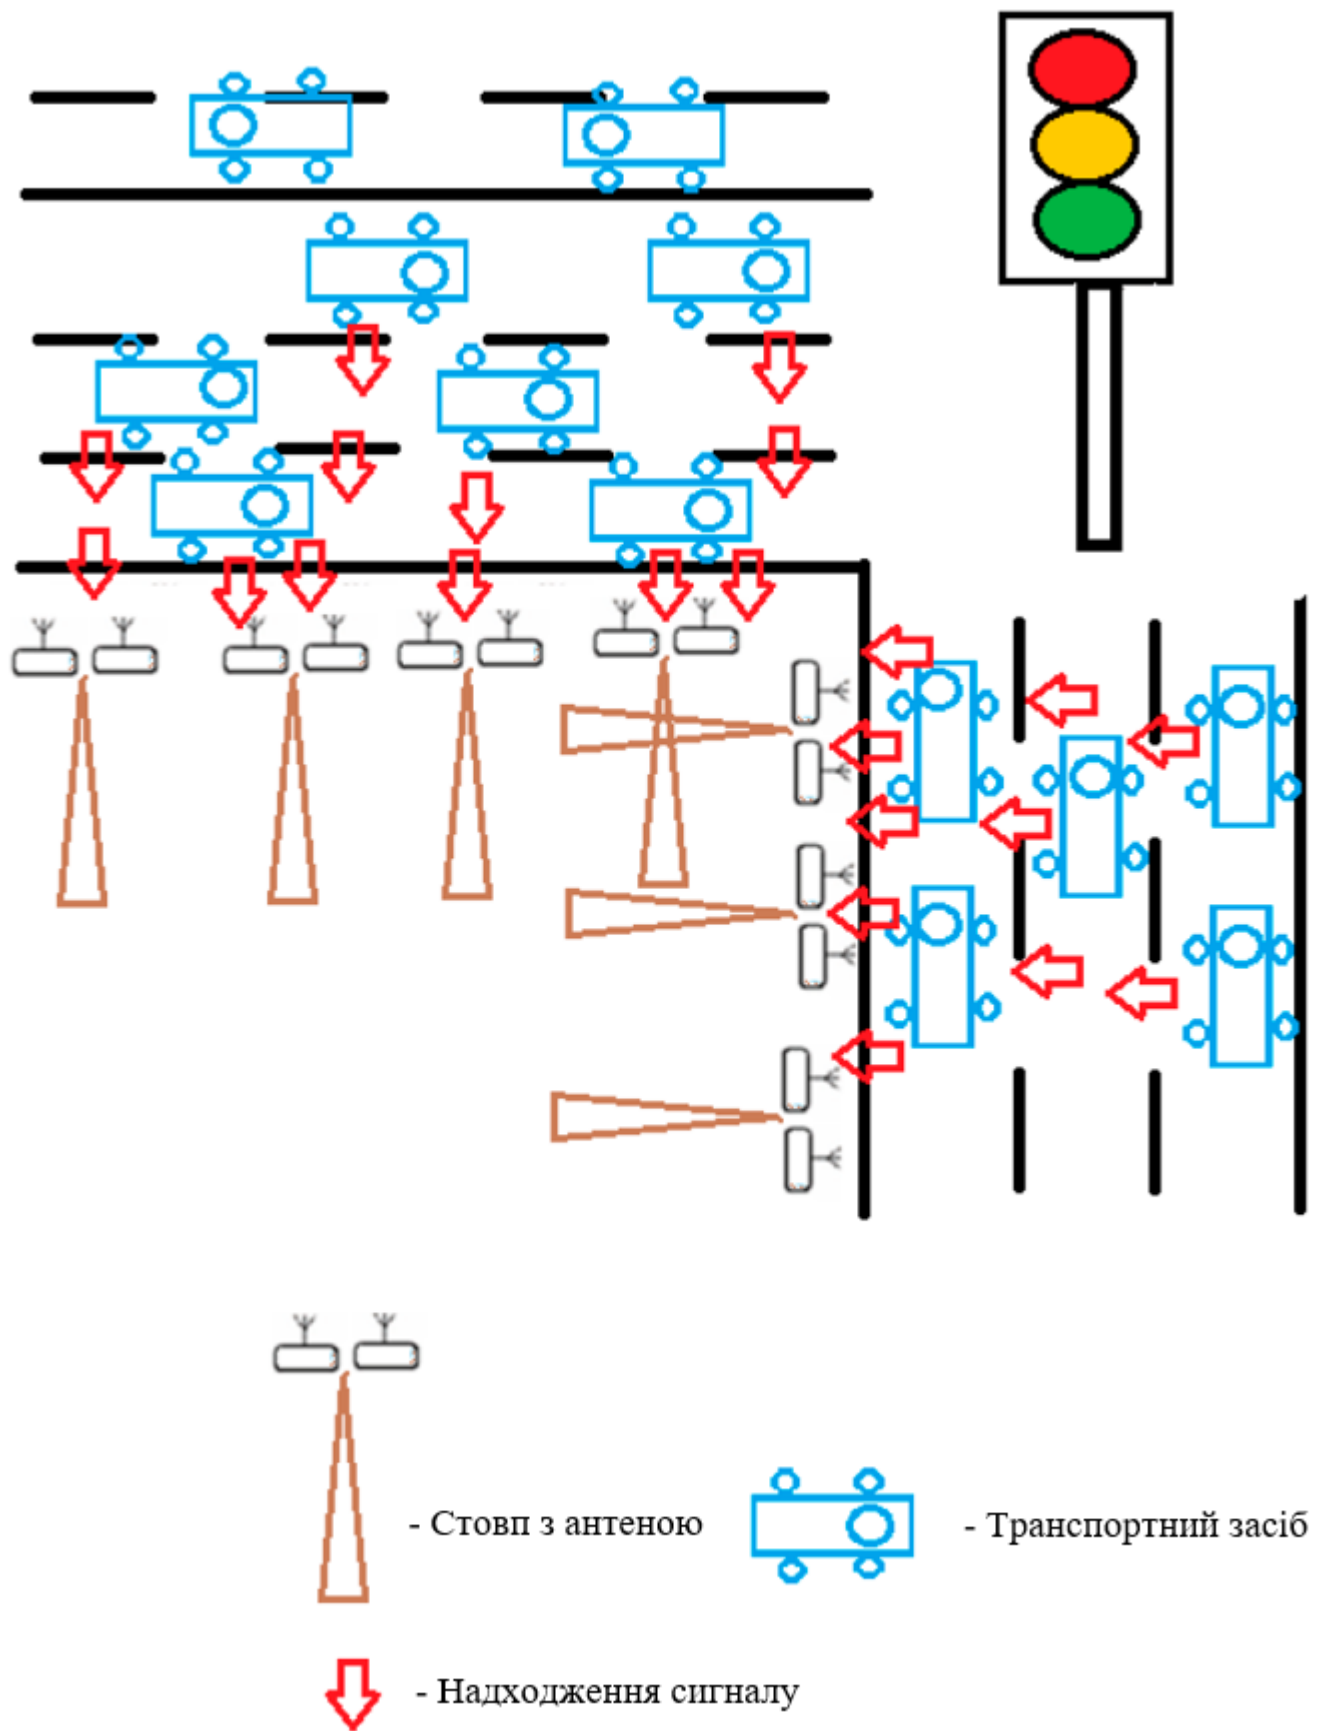 - Стовп з антеною
- Транспортний засіб
- Надходження сигналу